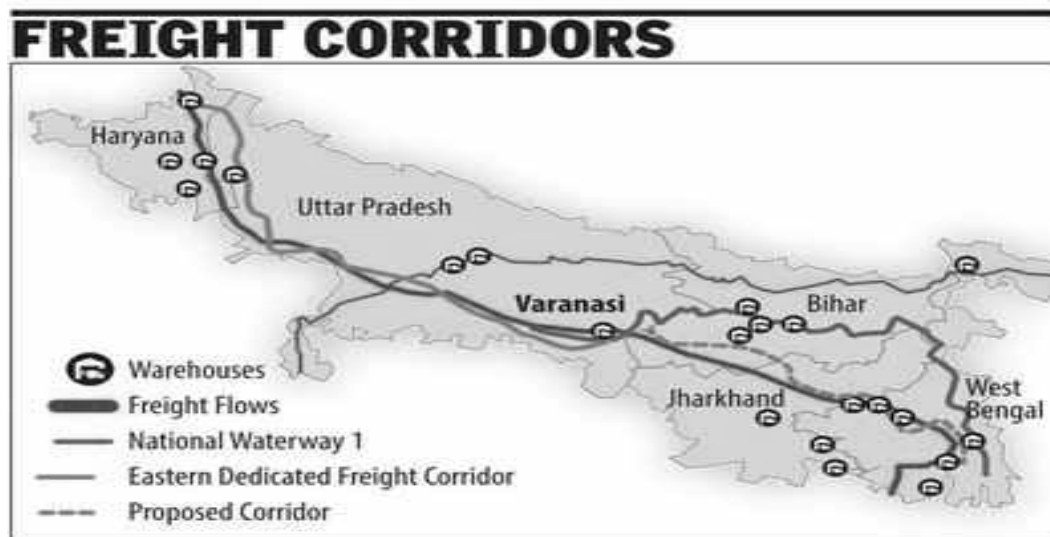 FREIGHT CORRIDORS
Haryana
Uttar Pradesh
Varanasi
Bihar
Jharkhand
West
Bengal
Warehouses
Freight Flows
National Waterway 1
Eastern Dedicated Freight Corridor
Proposed Corridor